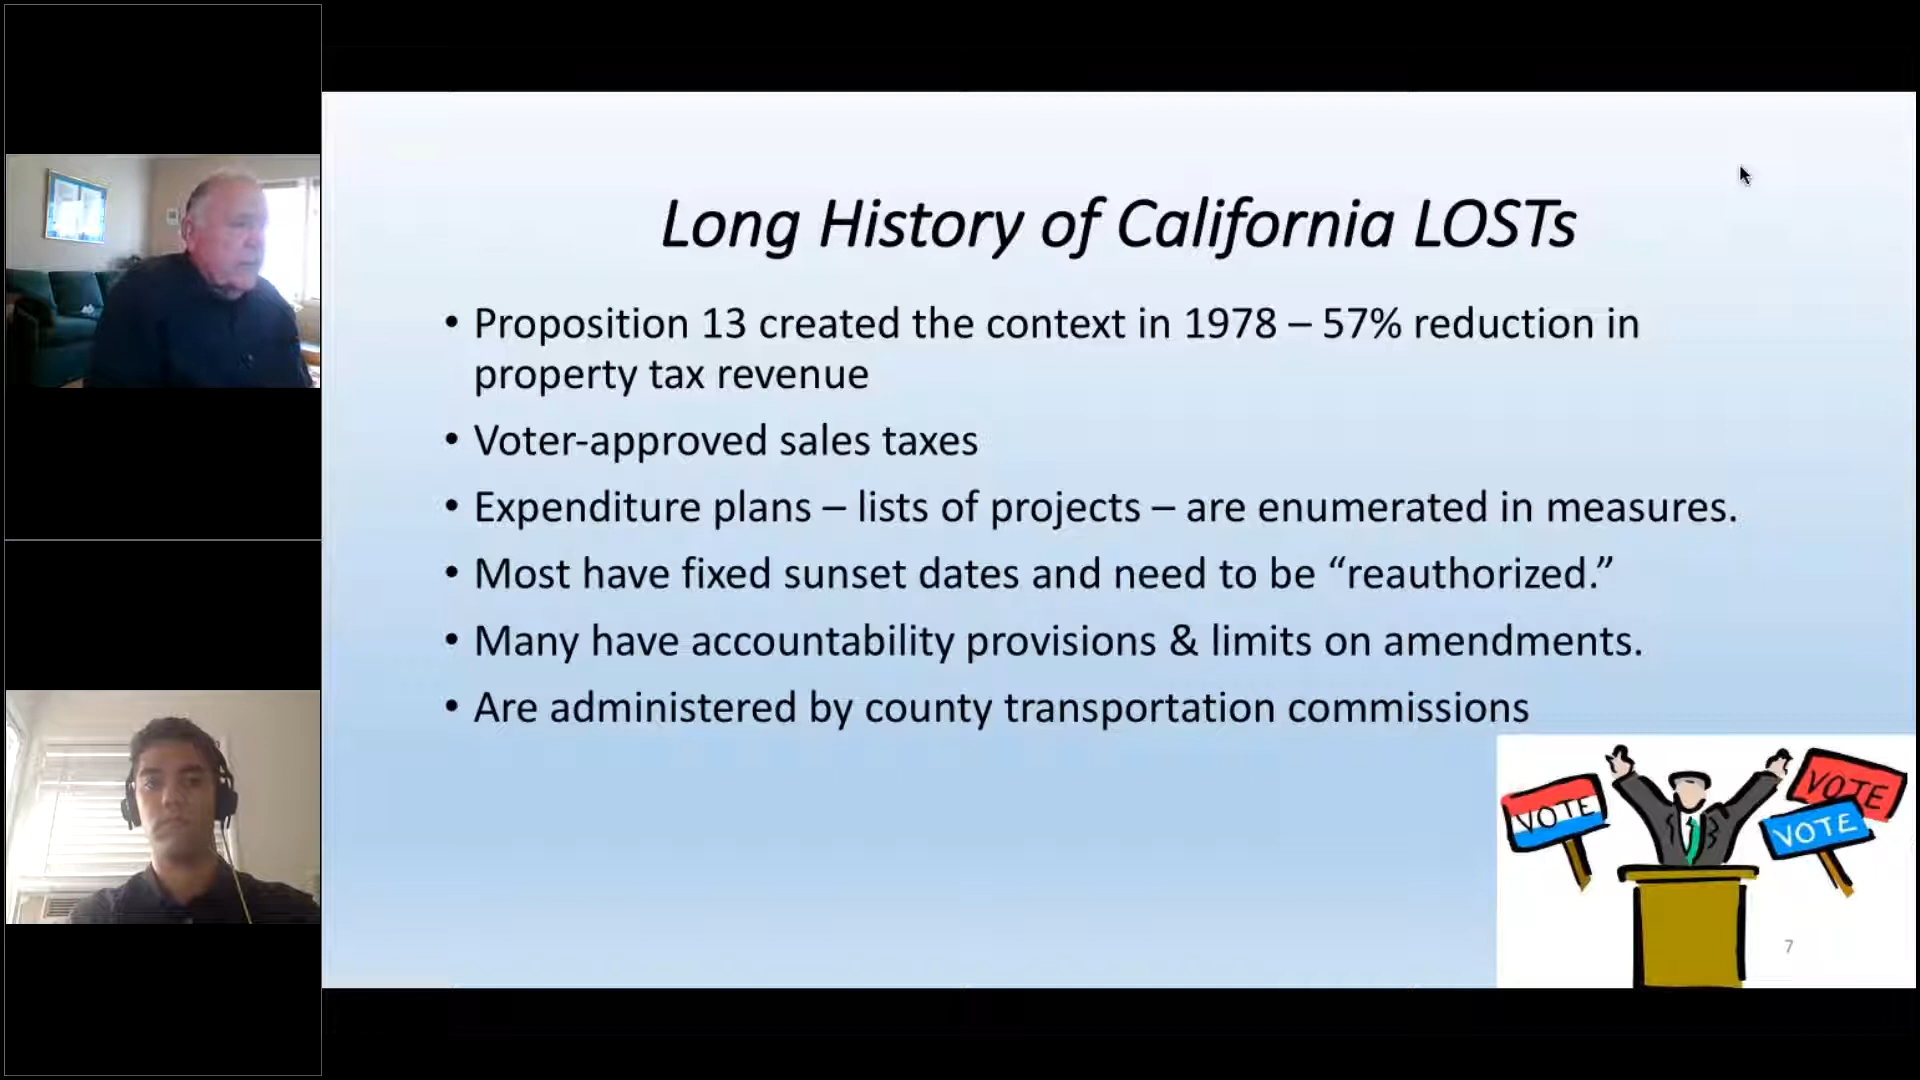 Long History of California LOSTs
• Proposition 13 created the context in 1978 – 57% reduction in
property tax revenue
• Voter-approved sales taxes
• Expenditure plans – lists of projects – are enumerated in measures.
• Most have fixed sunset dates and need to be “reauthorized.”
• Many have accountability provisions & limits on amendments.
• Are administered by county transportation commissions
VOTE
VOTE
VOTE
7